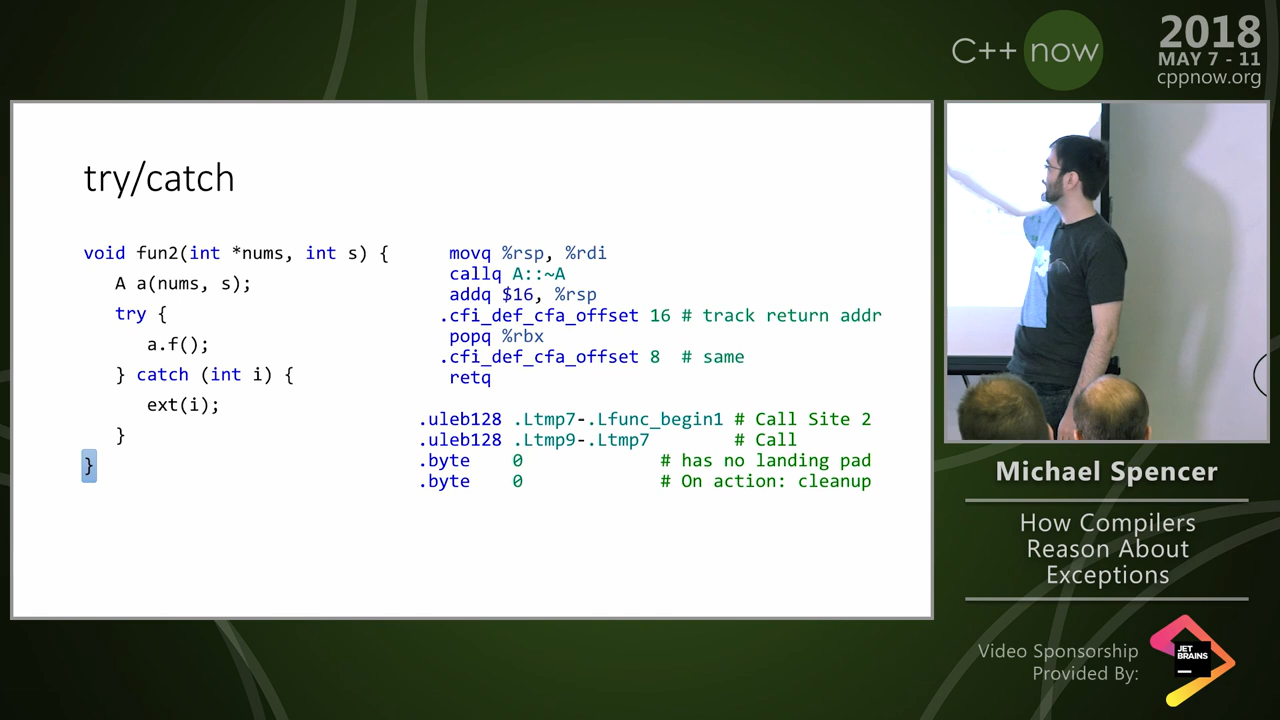 C++ now
2018
MAY 7 - 11
cppnow.org
try/catch
void fun2(int *nums, int s) {
A a(nums, s);
try {
a.f();
} catch (int i) {
ext(i);
}
}
movq %rsp, %rdi
callq A::~A
addq $16, %rsp
.cfi_def_cfa_offset 16 # track return addr
popq %rbx
.cfi_def_cfa_offset 8 # same
retq
.uleb128 .Ltmp7-.Lfunc_begin1 # Call Site 2
.uleb128 .Ltmp9-.Ltmp7 # Call
.byte 0 # has no landing pad
.byte 0 # On action: cleanup
Michael Spencer
How Compilers
Reason About
Exceptions
Video Sponsorship
Provided By:
JET
BRAINS